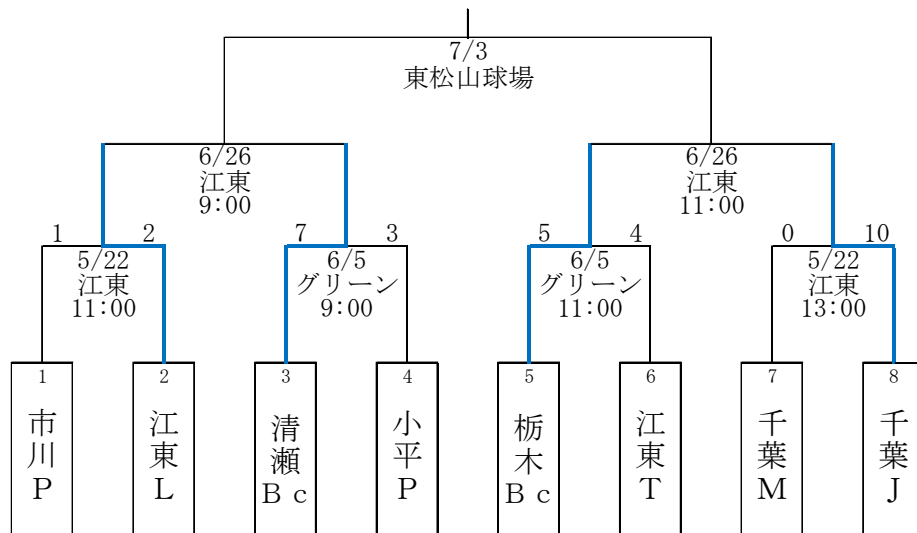 7/3
東松山球場
6/26
江東
9:00
6/26
江東
11:00
1 2
5/22
江東
11:00
7 3
6/5
グリーン
9:00
5 4
6/5
グリーン
11:00
0 10
5/22
江東
13:00
1
市川P
2
江東L
3
清瀬Bc
4
小平P
5
栃木Bc
6
江東T
7
千葉M
8
千葉J